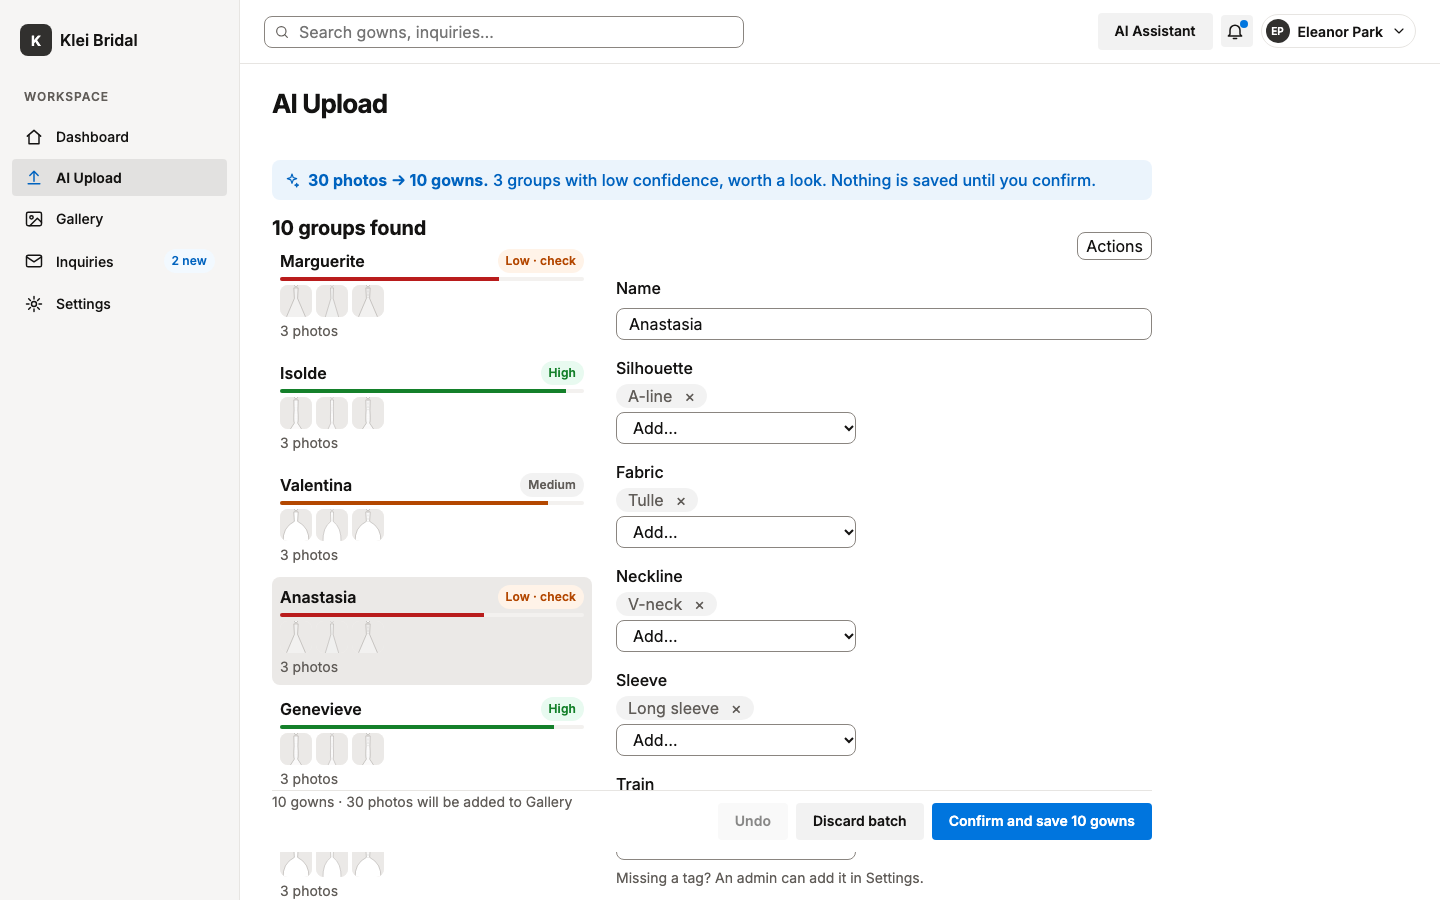 K Klei Bridal
Search gowns, inquiries...
AI Assistant
EP Eleanor Park
WORKSPACE
Dashboard
AI Upload
Gallery
Inquiries 2 new
Settings
AI Upload
30 photos → 10 gowns. 3 groups with low confidence, worth a look. Nothing is saved until you confirm.
10 groups found
Actions
Marguerite Low · check
3 photos
Isolde High
3 photos
Valentina Medium
3 photos
Anastasia Low · check
3 photos
Genevieve High
3 photos
Name
Anastasia
Silhouette
A-line ×
Add...
Fabric
Tulle ×
Add...
Neckline
V-neck ×
Add...
Sleeve
Long sleeve ×
Add...
Train
10 gowns · 30 photos will be added to Gallery
Undo
Discard batch
Confirm and save 10 gowns
3 photos
Missing a tag? An admin can add it in Settings.